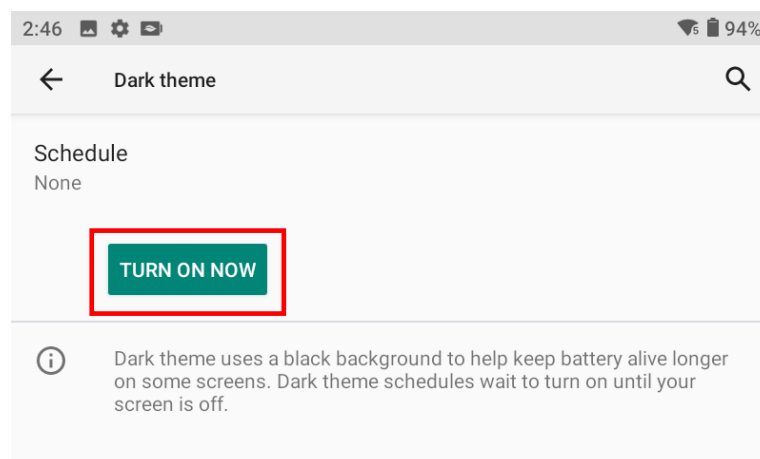 2:46 5 94%
Dark theme
Schedule
None
TURN ON NOW
Dark theme uses a black background to help keep battery alive longer
on some screens. Dark theme schedules wait to turn on until your
screen is off.